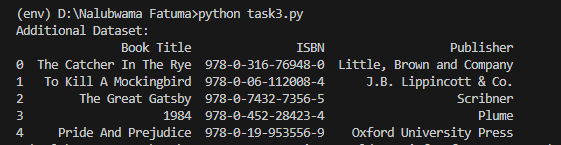 (env) D:\Nalubwama Fatuma>python task3.py
Additional Dataset:
Book Title ISBN Publisher
0 The Catcher In The Rye 978-0-316-76948-0 Little, Brown and Company
1 To Kill A Mockingbird 978-0-06-112008-4 J.B. Lippincott & Co.
2 The Great Gatsby 978-0-7432-7356-5 Scribner
3 1984 978-0-452-28423-4 Plume
4 Pride And Prejudice 978-0-19-953556-9 Oxford University Press